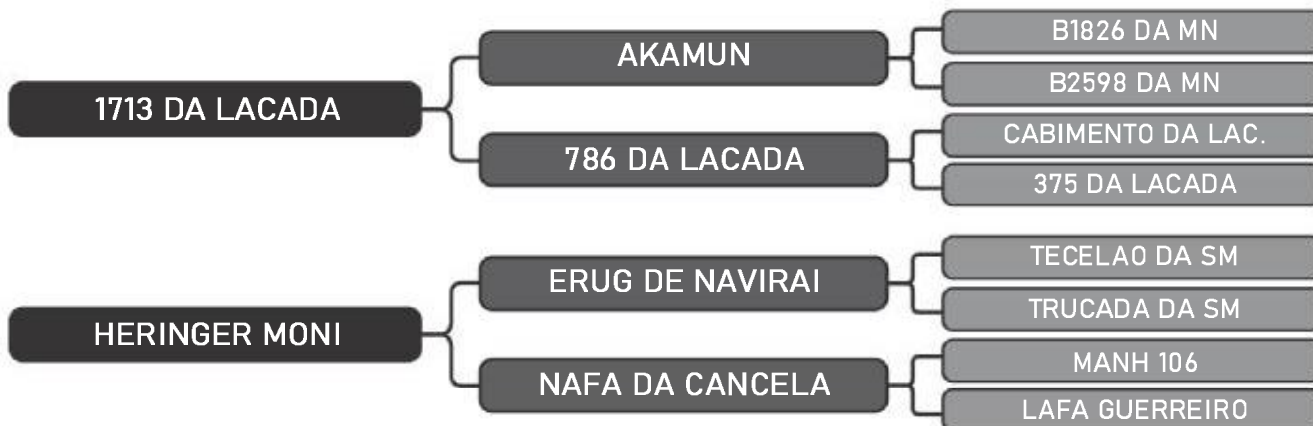 1713 DA LACADA
AKAMUN
B1826 DA MN
B2598 DA MN
786 DA LACADA
CABIMENTO DA LAC.
375 DA LACADA
HERINGER MONI
ERUG DE NAVIRAI
TECELAO DA SM
TRUCADA DA SM
NAFA DA CANCELA
MANH 106
LAFA GUERREIRO